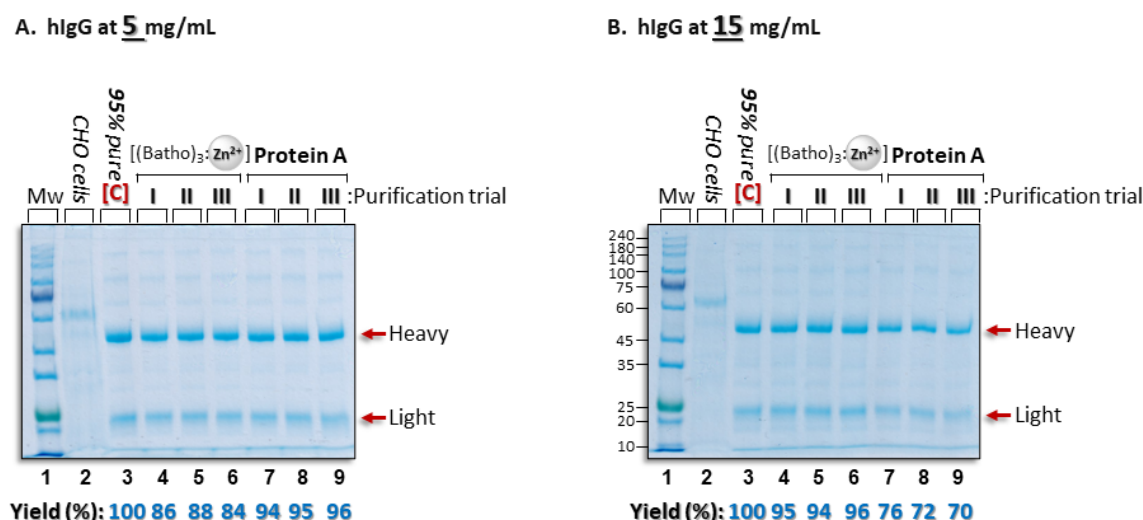 A. hIgG at 5 mg/mL
CHO cells
95% pure
[(Batho)₃: Zn²⁺] Protein A
Mw [C] I II III I II III :Purification trial
Heavy
Light
1 2 3 4 5 6 7 8 9
Yield (%): 100 86 88 84 94 95 96
B. hIgG at 15 mg/mL
CHO cells
95% pure
[(Batho)₃: Zn²⁺] Protein A
Mw [C] I II III I II III :Purification trial
240
180
140
100
75
60
45
35
25
20
10
Heavy
Light
1 2 3 4 5 6 7 8 9
Yield (%): 100 95 94 96 76 72 70